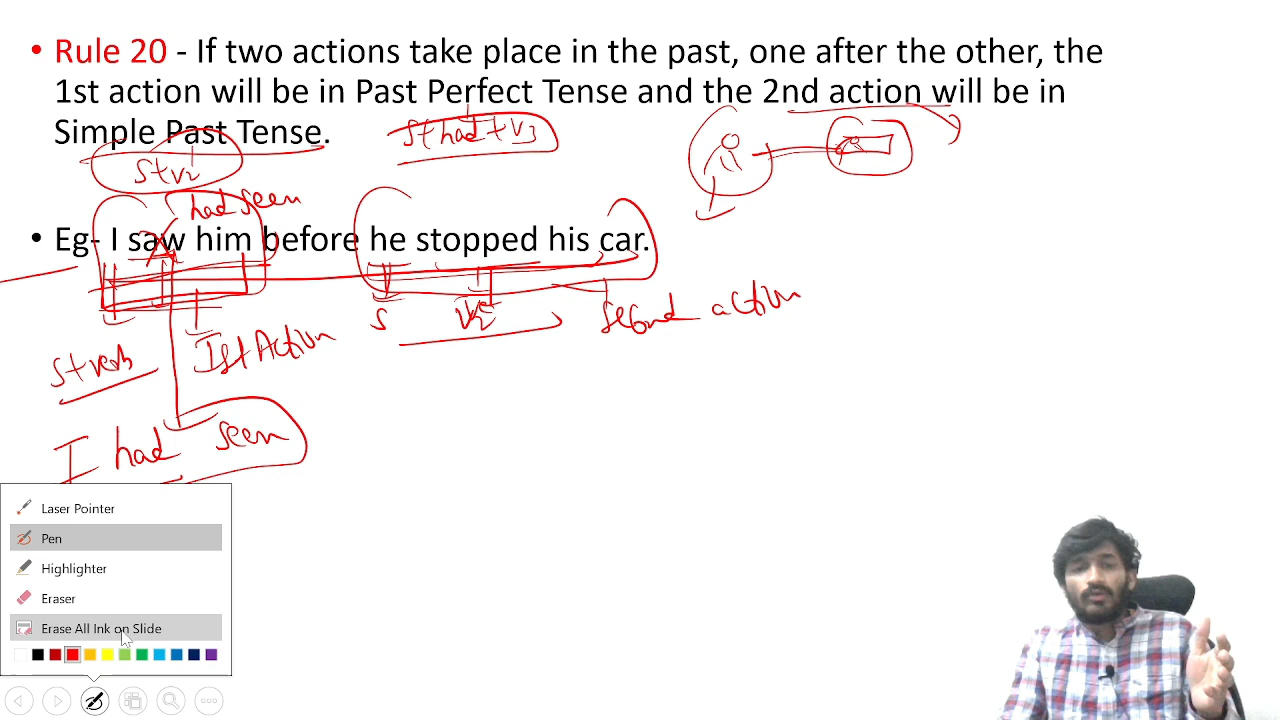 • Rule 20 - If two actions take place in the past, one after the other, the
1st action will be in Past Perfect Tense and the 2nd action will be in
Simple Past Tense.
S+had+V3
S+V2
had seen
• Eg- I saw him before he stopped his car.
S
V2
Second action
Ist Action
S+verb
I had seen
Laser Pointer
Pen
Highlighter
Eraser
Erase All Ink on Slide